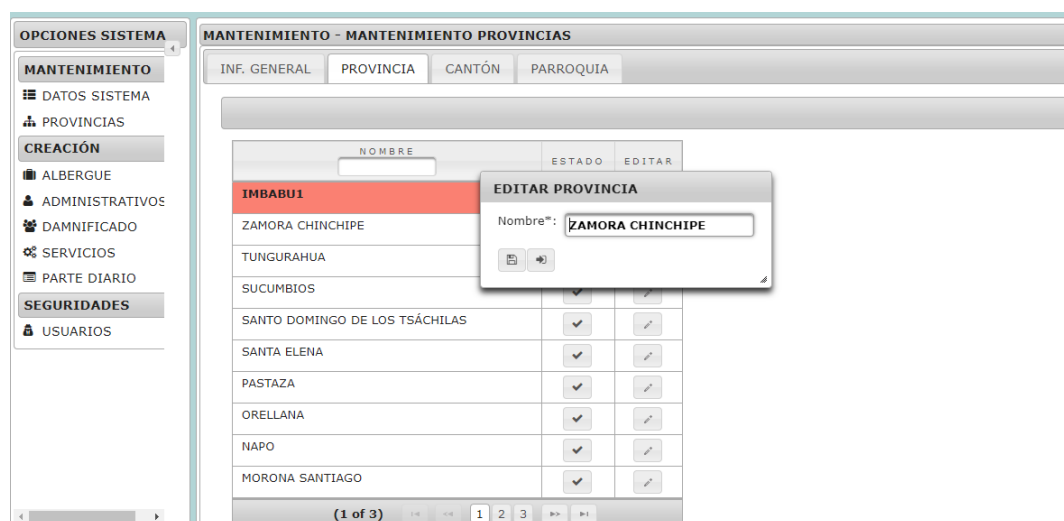 OPCIONES SISTEMA
MANTENIMIENTO
DATOS SISTEMA
PROVINCIAS
CREACIÓN
ALBERGUE
ADMINISTRATIVOS
DAMNIFICADO
SERVICIOS
PARTE DIARIO
SEGURIDADES
USUARIOS
MANTENIMIENTO - MANTENIMIENTO PROVINCIAS
INF. GENERAL PROVINCIA CANTÓN PARROQUIA
NOMBRE ESTADO EDITAR
IMBABU1
ZAMORA CHINCHIPE
TUNGURAHUA
SUCUMBIOS
SANTO DOMINGO DE LOS TSÁCHILAS
SANTA ELENA
PASTAZA
ORELLANA
NAPO
MORONA SANTIAGO
(1 of 3) 1 2 3
EDITAR PROVINCIA
Nombre*: ZAMORA CHINCHIPE